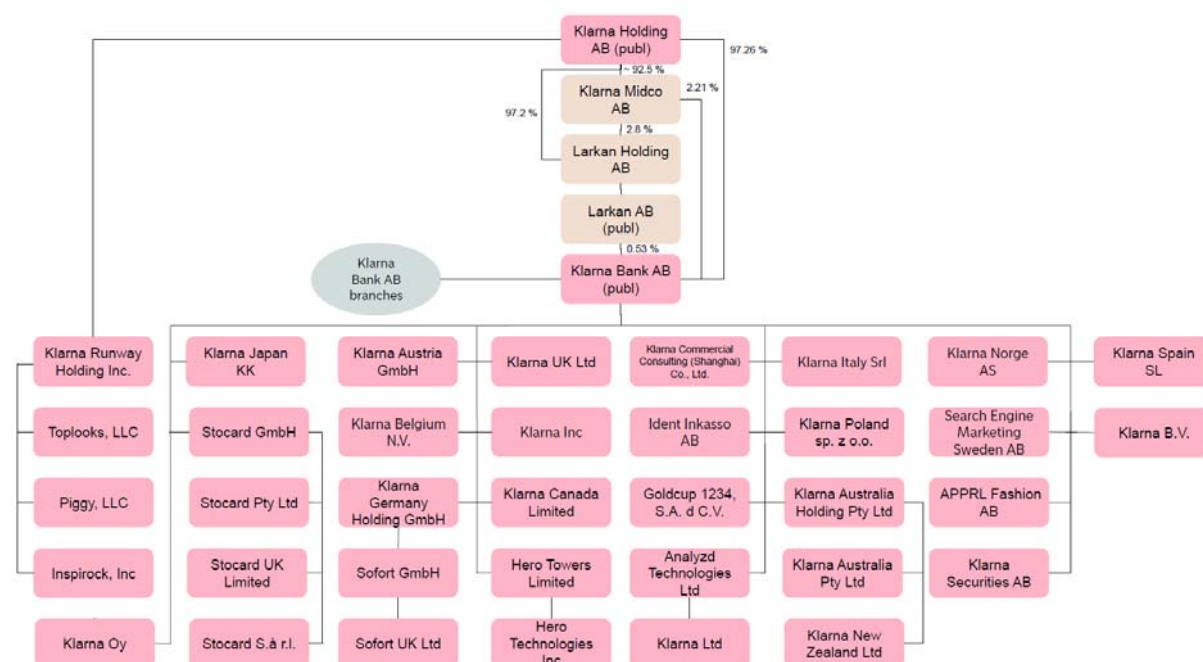 Klarna Holding
AB (publ)
97.26 %
~ 92.5%
Klarna Midco
AB
2.21 %
97.2 %
2.8 %
Larkan Holding
AB
Larkan AB
(publ)
0.53 %
Klarna
Bank AB
branches
Klarna Bank AB
(publ)
Klarna Runway
Holding Inc.
Klarna Japan
KK
Klarna Austria
GmbH
Klarna UK Ltd
Klarna Commercial
Consulting (Shanghai)
Co., Ltd.
Klarna Italy Srl
Klarna Norge
AS
Klarna Spain
SL
Toplooks, LLC
Stocard GmbH
Klarna Belgium
N.V.
Klarna Inc
Ident Inkasso
AB
Klarna Poland
sp. z o.o.
Search Engine
Marketing
Sweden AB
Klarna B.V.
Piggy, LLC
Stocard Pty Ltd
Klarna
Germany
Holding GmbH
Klarna Canada
Limited
Goldcup 1234,
S.A. d C.V.
Klarna Australia
Holding Pty Ltd
APPRL Fashion
AB
Inspirock, Inc
Stocard UK
Limited
Sofort GmbH
Hero Towers
Limited
Analyzd
Technologies
Ltd
Klarna Australia
Pty Ltd
Klarna
Securities AB
Klarna Oy
Stocard S.à r.l.
Sofort UK Ltd
Hero
Technologies
Inc
Klarna Ltd
Klarna New
Zealand Ltd